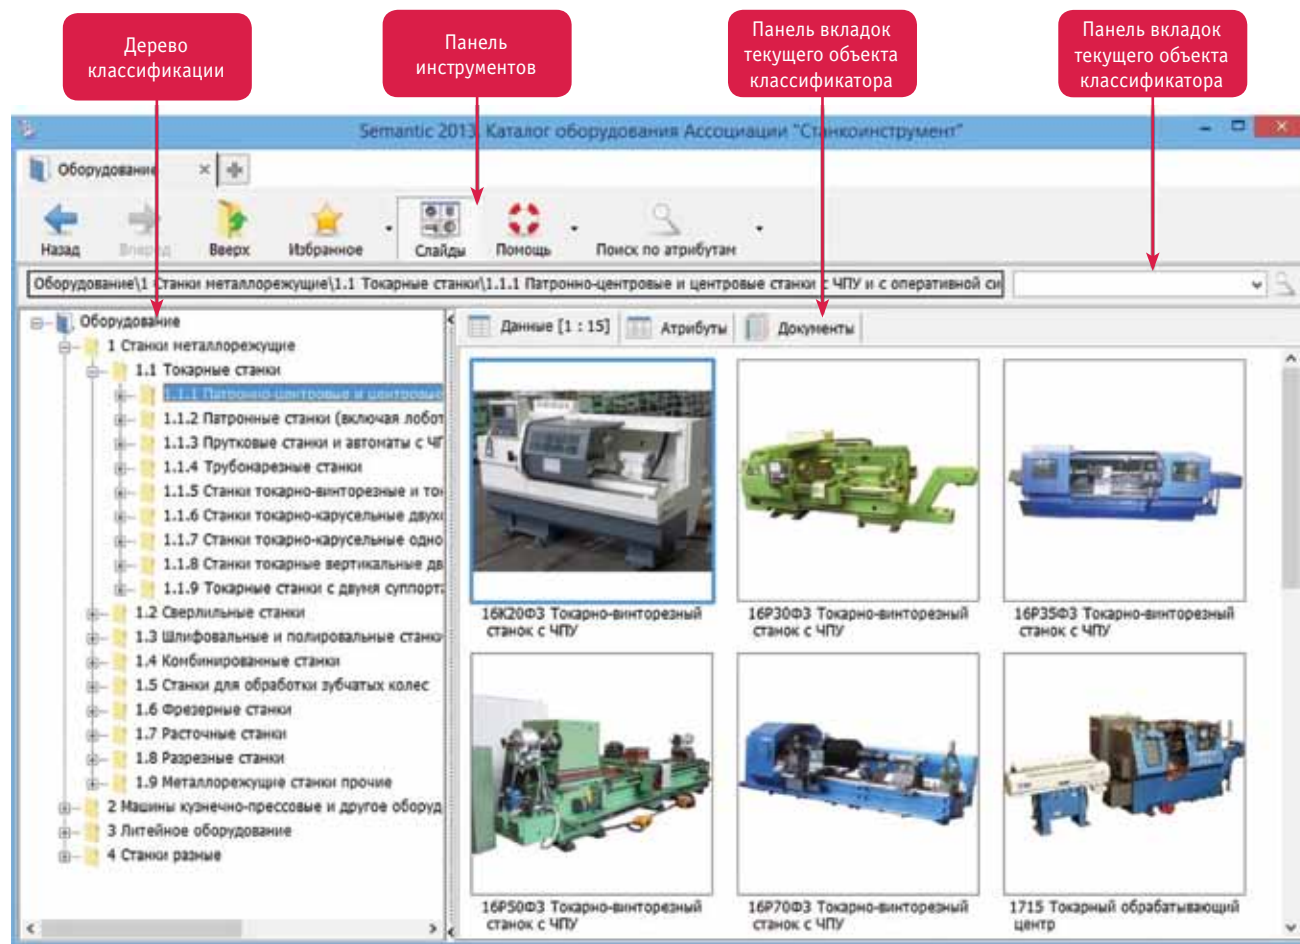 Дерево
классификации
Панель
инструментов
Панель вкладок
текущего объекта
классификатора
Панель вкладок
текущего объекта
классификатора
Semantic 2013, Каталог оборудования Ассоциации "Станкоинструмент"
Оборудование
Назад
Вперед
Вверх
Избранное
Слайды
Помощь
Поиск по атрибутам
Оборудование\1 Станки металлорежущие\1.1 Токарные станки\1.1.1 Патронно-центровые и центровые станки с ЧПУ и с оперативной си
Оборудование
1 Станки металлорежущие
1.1 Токарные станки
1.1.1 Патронно-центровые и центровые
1.1.2 Патронные станки (включая лобот
1.1.3 Прутковые станки и автоматы с ЧГ
1.1.4 Трубонарезные станки
1.1.5 Станки токарно-винторезные и ток
1.1.6 Станки токарно-карусельные двухс
1.1.7 Станки токарно-карусельные одно
1.1.8 Станки токарные вертикальные дв
1.1.9 Токарные станки с двумя суппорта
1.2 Сверлильные станки
1.3 Шлифовальные и полировальные станки
1.4 Комбинированные станки
1.5 Станки для обработки зубчатых колес
1.6 Фрезерные станки
1.7 Расточные станки
1.8 Разрезные станки
1.9 Металлорежущие станки прочие
2 Машины кузнечно-прессовые и другое оборуд
3 Литейное оборудование
4 Станки разные
Данные [1 : 15]
Атрибуты
Документы
16К20Ф3 Токарно-винторезный
станок с ЧПУ
16Р30Ф3 Токарно-винторезный
станок с ЧПУ
16Р35Ф3 Токарно-винторезный
станок с ЧПУ
16Р50Ф3 Токарно-винторезный
станок с ЧПУ
16Р70Ф3 Токарно-винторезный
станок с ЧПУ
1715 Токарный обрабатывающий
центр